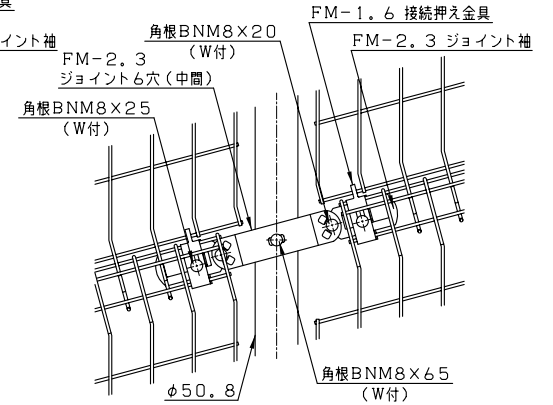 具
イント袖
FM-2.3
ジョイント6穴(中間)
角根BNM8×20
(W付)
FM-1.6 接続押え金具
FM-2.3 ジョイント袖
角根BNM8×25
(W付)
φ50.8
角根BNM8×65
(W付)